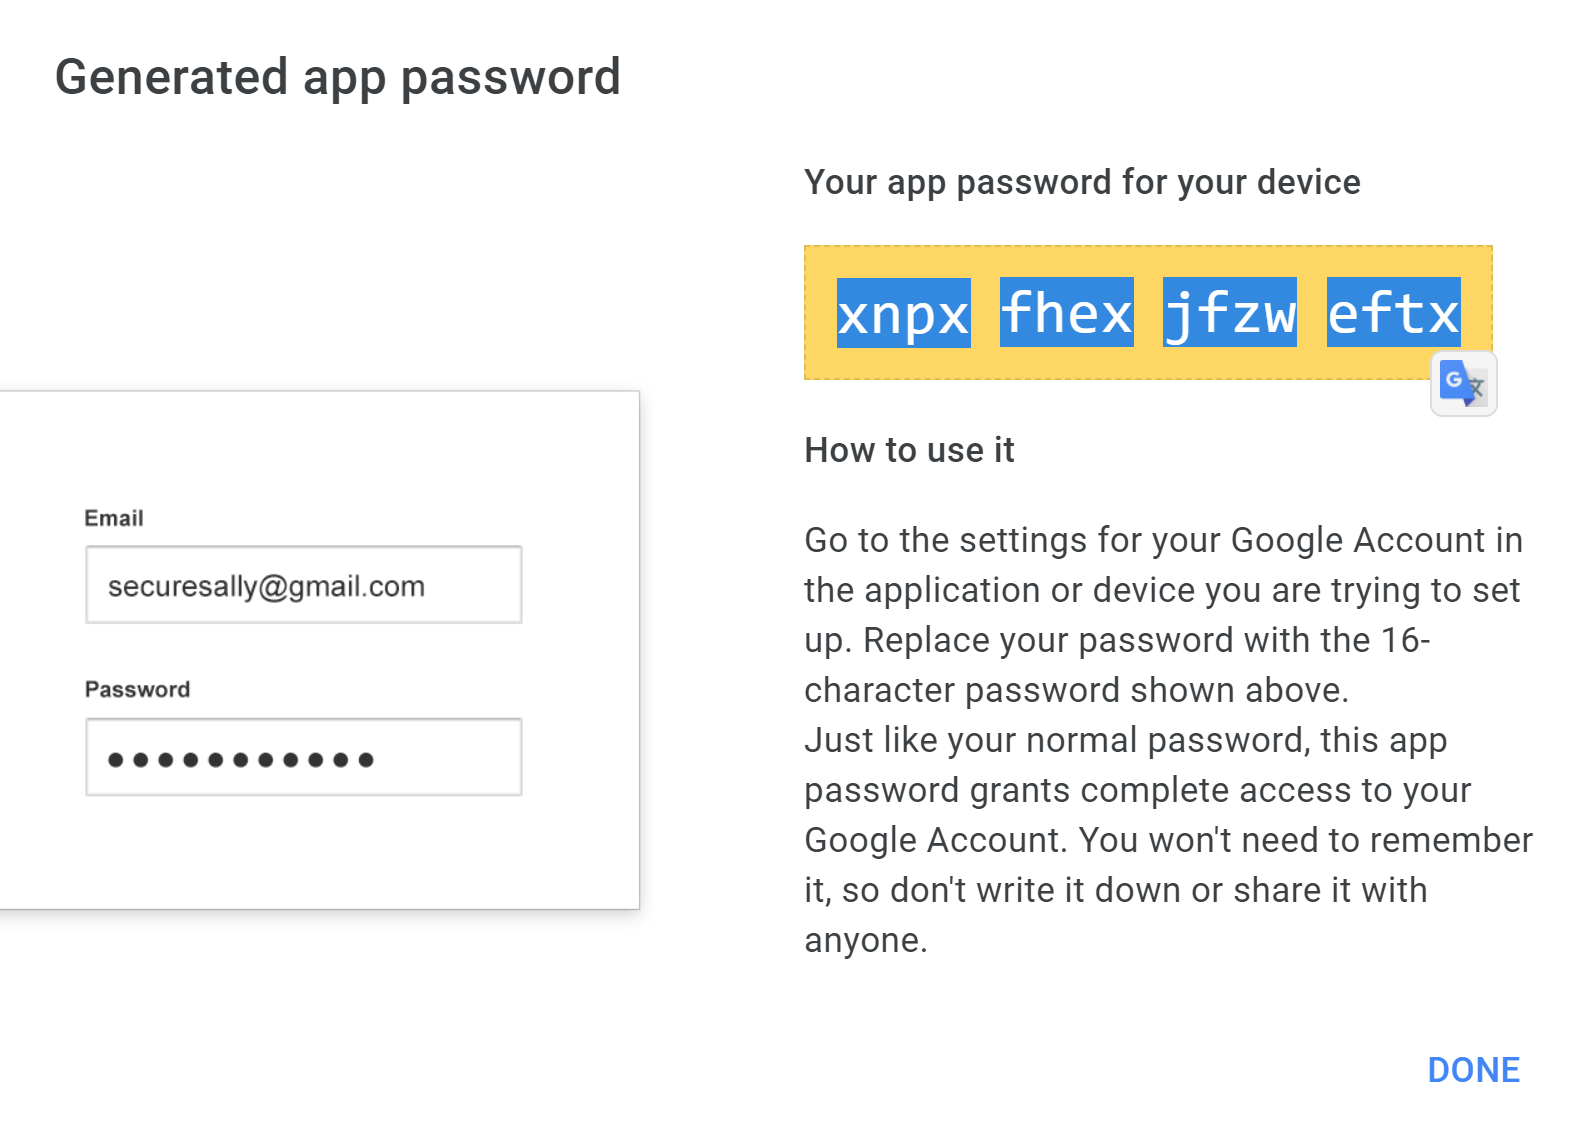 Generated app password
Your app password for your device
xnpx fhex jfzw eftx
G文
How to use it
Email
securesally@gmail.com
Password
Go to the settings for your Google Account in
the application or device you are trying to set
up. Replace your password with the 16-
character password shown above.
Just like your normal password, this app
password grants complete access to your
Google Account. You won't need to remember
it, so don't write it down or share it with
anyone.
DONE